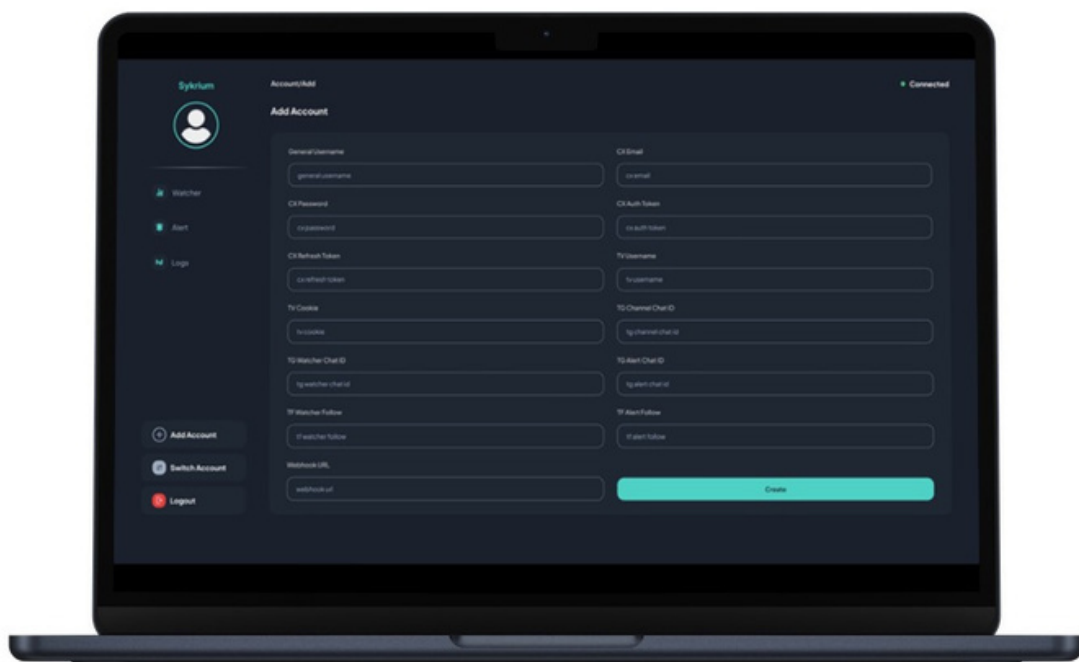 Sykrium
Account/Add
Connected
Add Account
General Username
CX Email
general username
cx email
CX Password
CX Auth Token
cx password
cx auth token
CX Refresh Token
TV Username
cx refresh token
tv username
TV Cookie
TG Channel Chat ID
tv cookie
tg channel chat id
TG Watcher Chat ID
TG Alert Chat ID
tg watcher chat id
tg alert chat id
TF Watcher Follow
TF Alert Follow
tf watcher follow
tf alert follow
Webhook URL
webhook url
Create
Watcher
Alert
Logs
Add Account
Switch Account
Logout